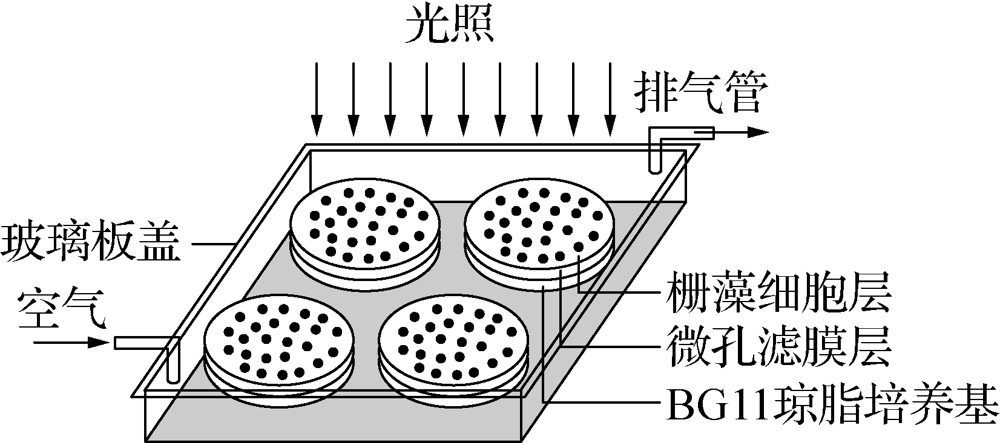 光照
排气管
玻璃板盖
空气
栅藻细胞层
微孔滤膜层
BG11琼脂培养基